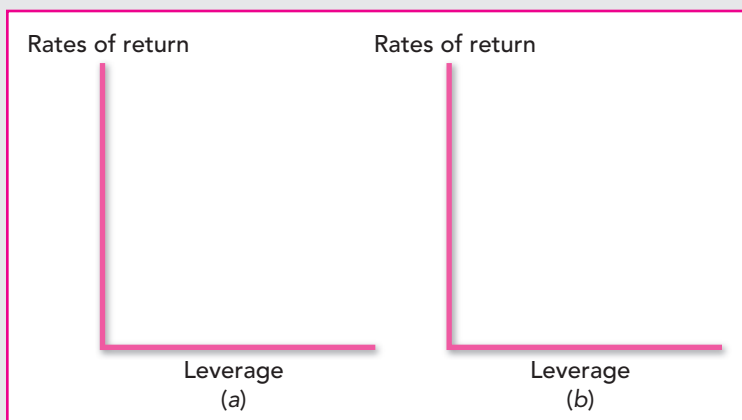 Rates of return
Rates of return
Leverage
Leverage
(a)
(b)